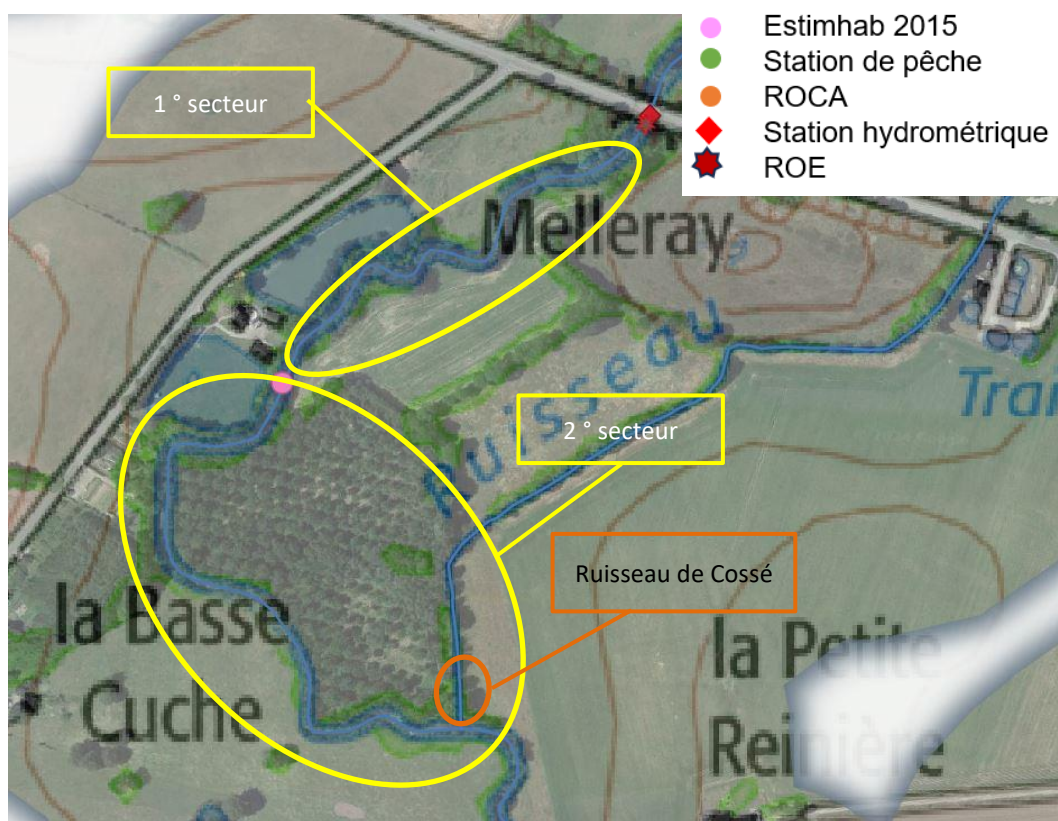 Estimhab 2015
Station de pêche
ROCA
Station hydrométrique
ROE
1 ° secteur
Melleray
Ruisseau
Trai
2 ° secteur
Ruisseau de Cossé
la Basse
Cuche
la Petite
Reinière